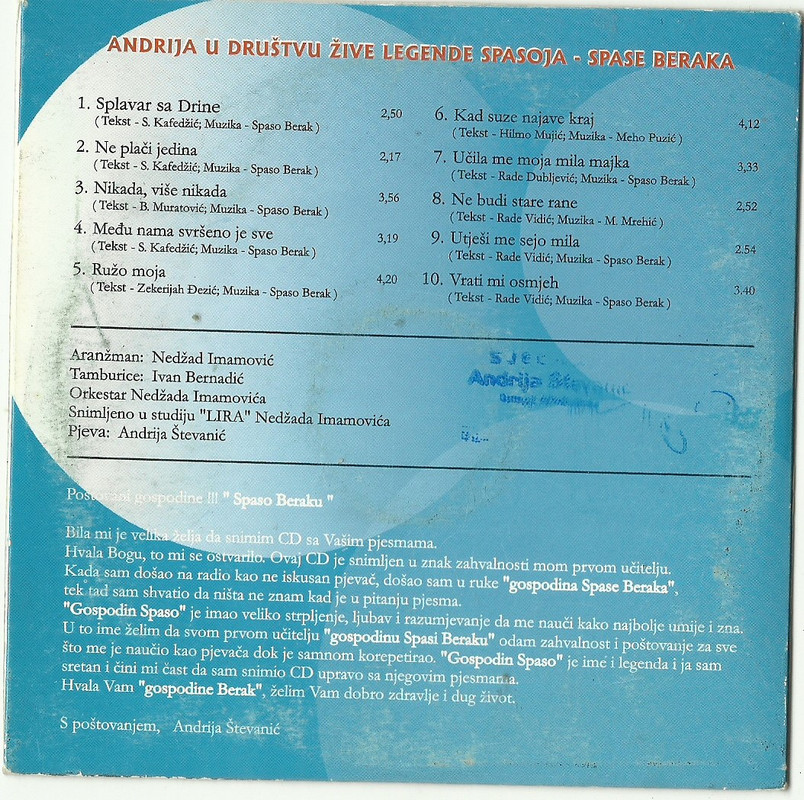 ANDRIJA U DRUŠTVU ŽIVE LEGENDE SPASOJA - SPASE BERAKA
1. Splavar sa Drine 2,50
( Tekst - S. Kafedžić; Muzika - Spaso Berak )
2. Ne plači jedina 2,17
( Tekst - S. Kafedžić; Muzika - Spaso Berak )
3. Nikada, više nikada 3,56
( Tekst - B. Muratović; Muzika - Spaso Berak )
4. Među nama svršeno je sve 3,19
( Tekst - S. Kafedžić; Muzika - Spaso Berak )
5. Ružo moja 4,20
( Tekst - Zekerijah Đezić; Muzika - Spaso Berak )
6. Kad suze najave kraj 4,12
( Tekst - Hilmo Mujić; Muzika - Meho Puzić )
7. Učila me moja mila majka 3,33
( Tekst - Rade Dubljević; Muzika - Spaso Berak )
8. Ne budi stare rane 2,52
( Tekst - Rade Vidić; Muzika - M. Mrehić )
9. Utješi me sejo mila 2.54
( Tekst - Rade Vidić; Muzika - Spaso Berak )
10. Vrati mi osmjeh 3.40
( Tekst - Rade Vidić; Muzika - Spaso Berak )
Aranžman: Nedžad Imamović
Tamburice: Ivan Bernadić
Orkestar Nedžada Imamovića
Snimljeno u studiju "LIRA" Nedžada Imamovića
Pjeva: Andrija Števanić
Andrija
Poštovani gospodine !!! " Spaso Beraku "
Bila mi je velika želja da snimim CD sa Vašim pjesmama.
Hvala Bogu, to mi se ostvarilo. Ovaj CD je snimljen u znak zahvalnosti mom prvom učitelju.
Kada sam došao na radio kao ne iskusan pjevač, došao sam u ruke "gospodina Spase Beraka",
tek tad sam shvatio da ništa ne znam kad je u pitanju pjesma.
"Gospodin Spaso" je imao veliko strpljenje, ljubav i razumjevanje da me nauči kako najbolje umije i zna.
U to ime želim da svom prvom učitelju "gospodinu Spasi Beraku" odam zahvalnost i poštovanje za sve
što me je naučio kao pjevača dok je samnom korepetirao. "Gospodin Spaso" je ime i legenda i ja sam
sretan i čini mi čast da sam snimio CD upravo sa njegovim pjesmama.
Hvala Vam "gospodine Berak", želim Vam dobro zdravlje i dug život.
S poštovanjem, Andrija Števanić